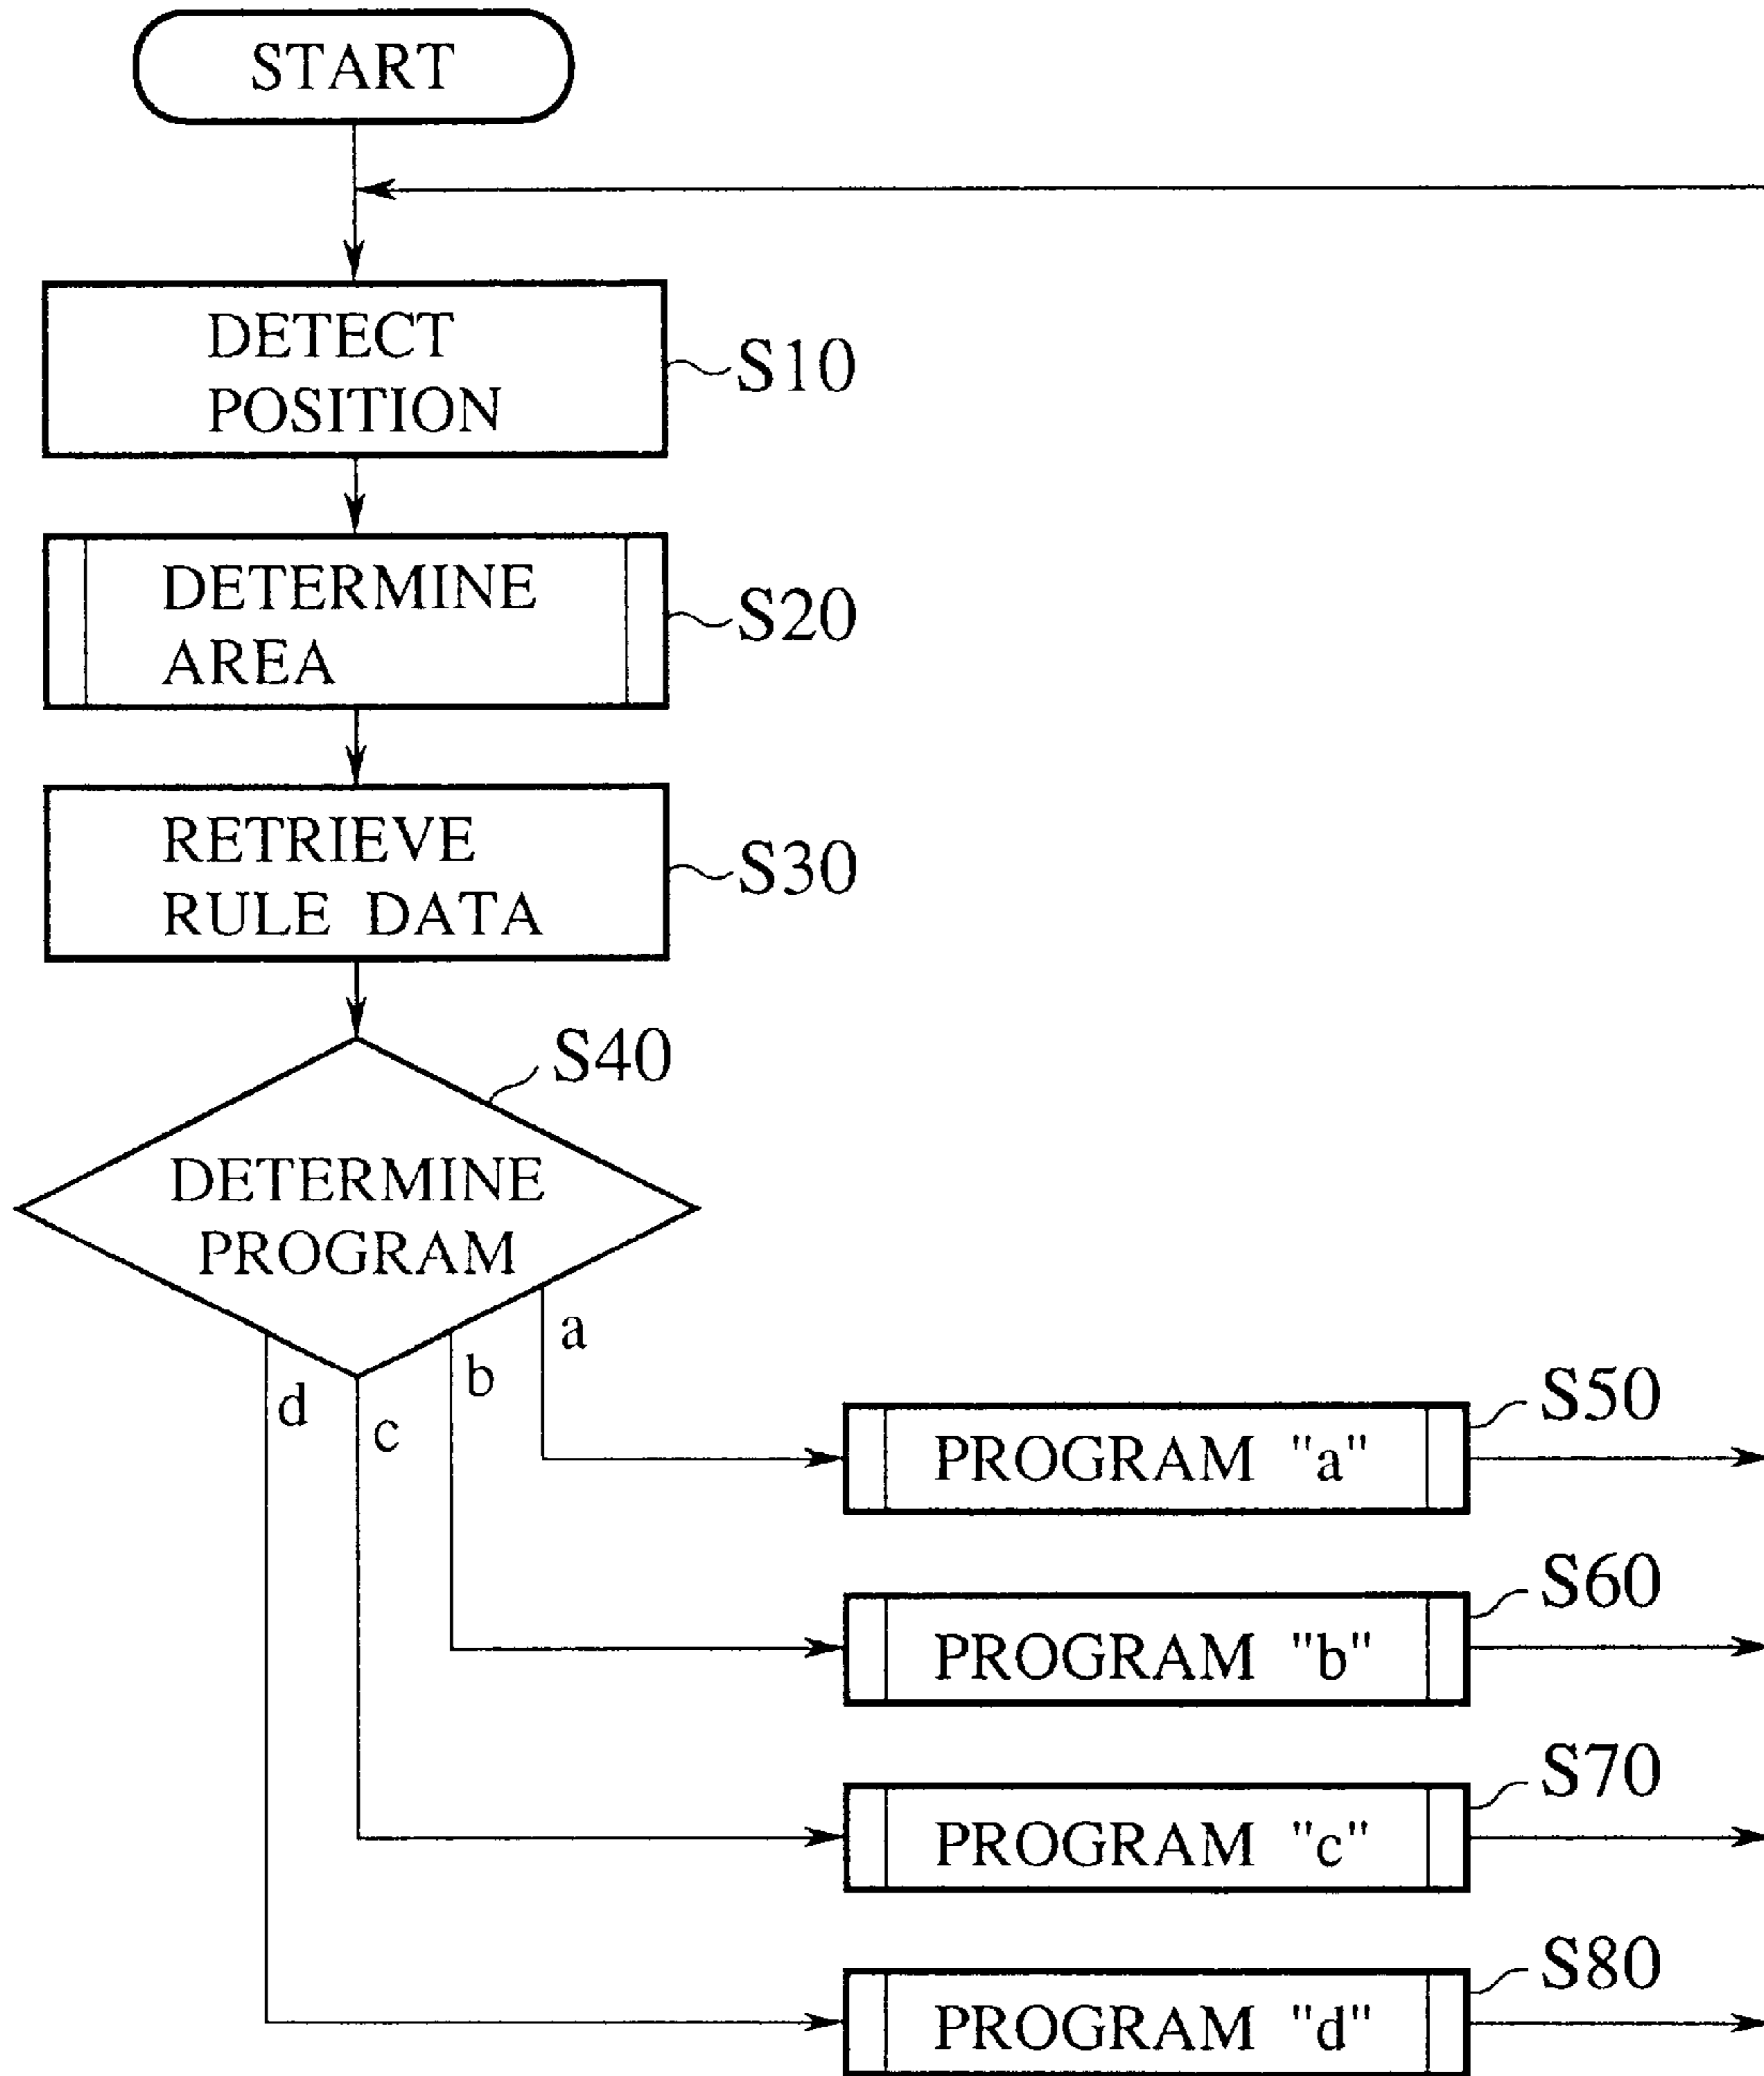 START
DETECT
POSITION
S10
DETERMINE
AREA
S20
RETRIEVE
RULE DATA
S30
S40
DETERMINE
PROGRAM
a
b
c
d
S50
PROGRAM "a"
S60
PROGRAM "b"
S70
PROGRAM "c"
S80
PROGRAM "d"